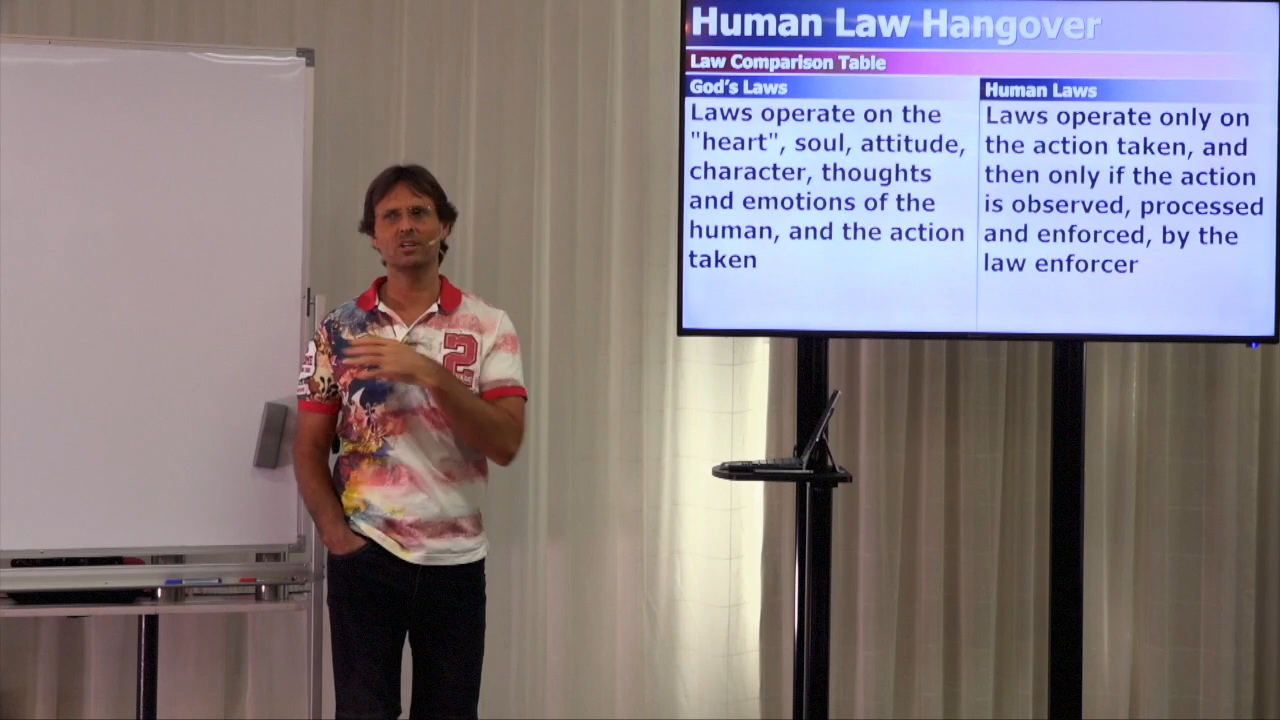 Human Law Hangover
Law Comparison Table
God's Laws
Laws operate on the
"heart", soul, attitude,
character, thoughts
and emotions of the
human, and the action
taken
Human Laws
Laws operate only on
the action taken, and
then only if the action
is observed, processed
and enforced, by the
law enforcer
2